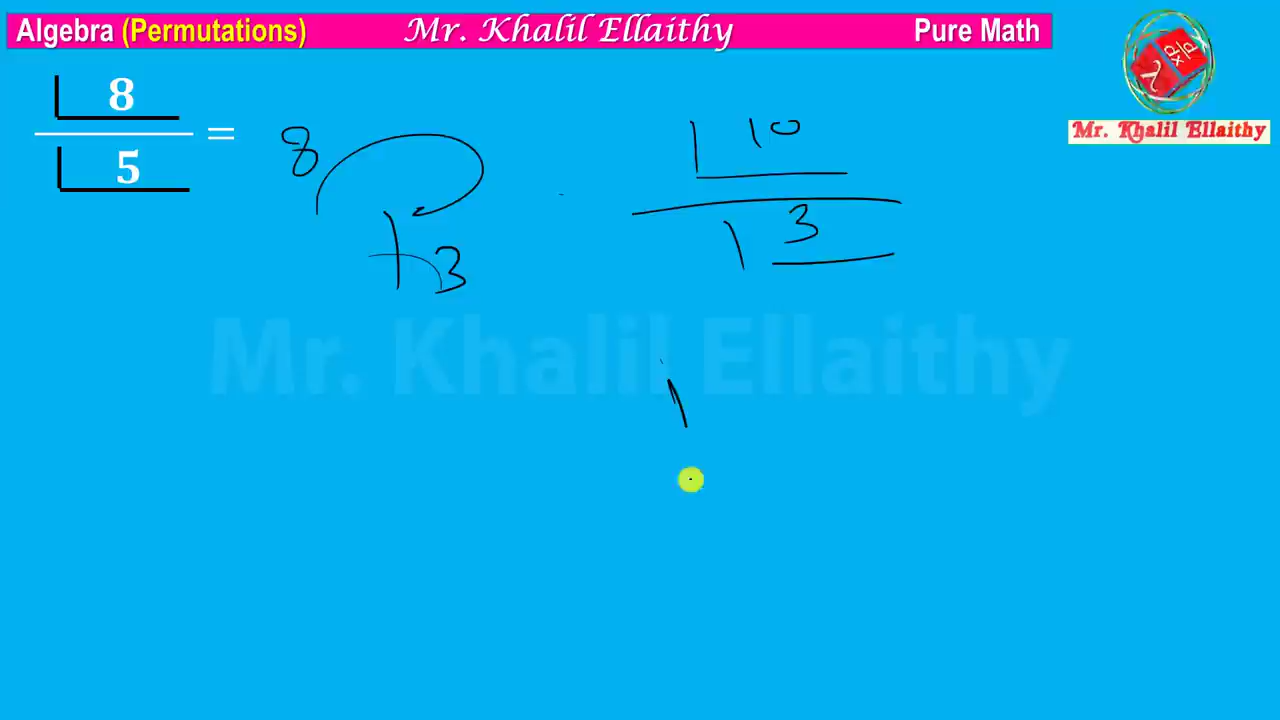 Algebra (Permutations) Mr. Khalil Ellaithy Pure Math
Mr. Khalil Ellaithy
8
5
=
8
3
10
3
Mr. Khalil Ellaithy